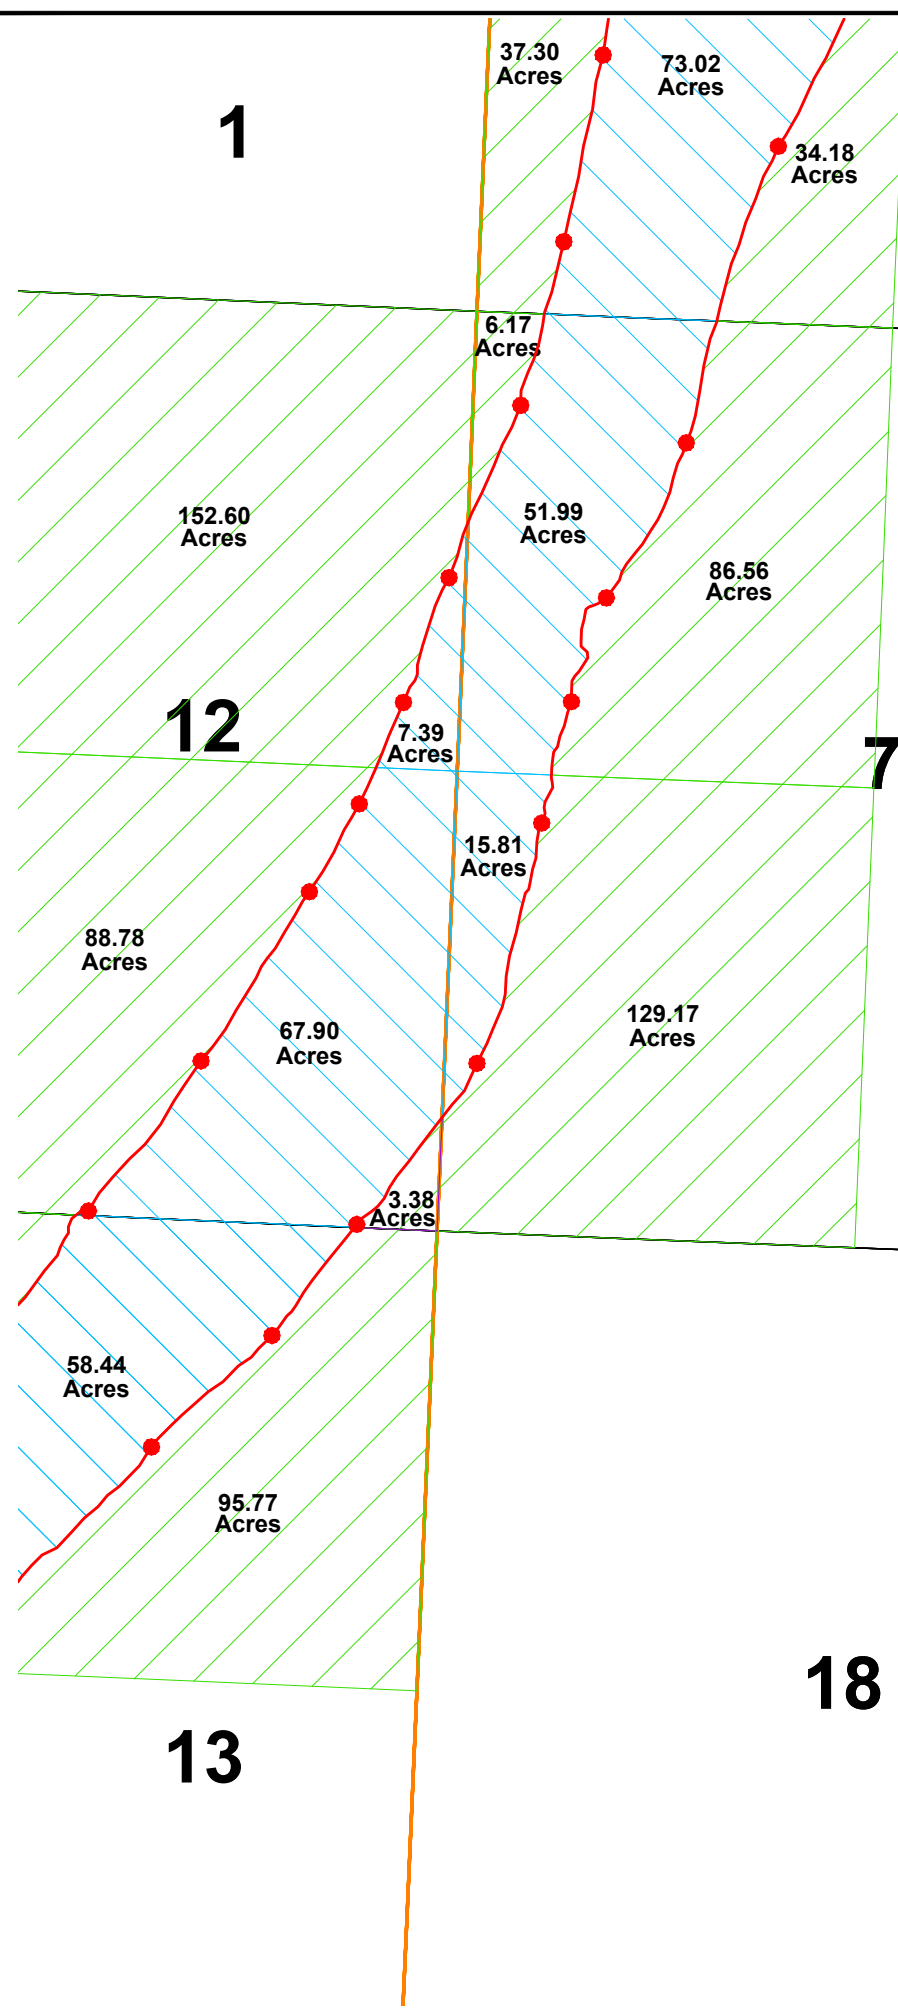 37.30
Acres
73.02
Acres
1
34.18
Acres
6.17
Acres
152.60
Acres
51.99
Acres
86.56
Acres
12
7.39
Acres
7
15.81
Acres
88.78
Acres
129.17
Acres
67.90
Acres
3.38
Acres
58.44
Acres
95.77
Acres
18
13